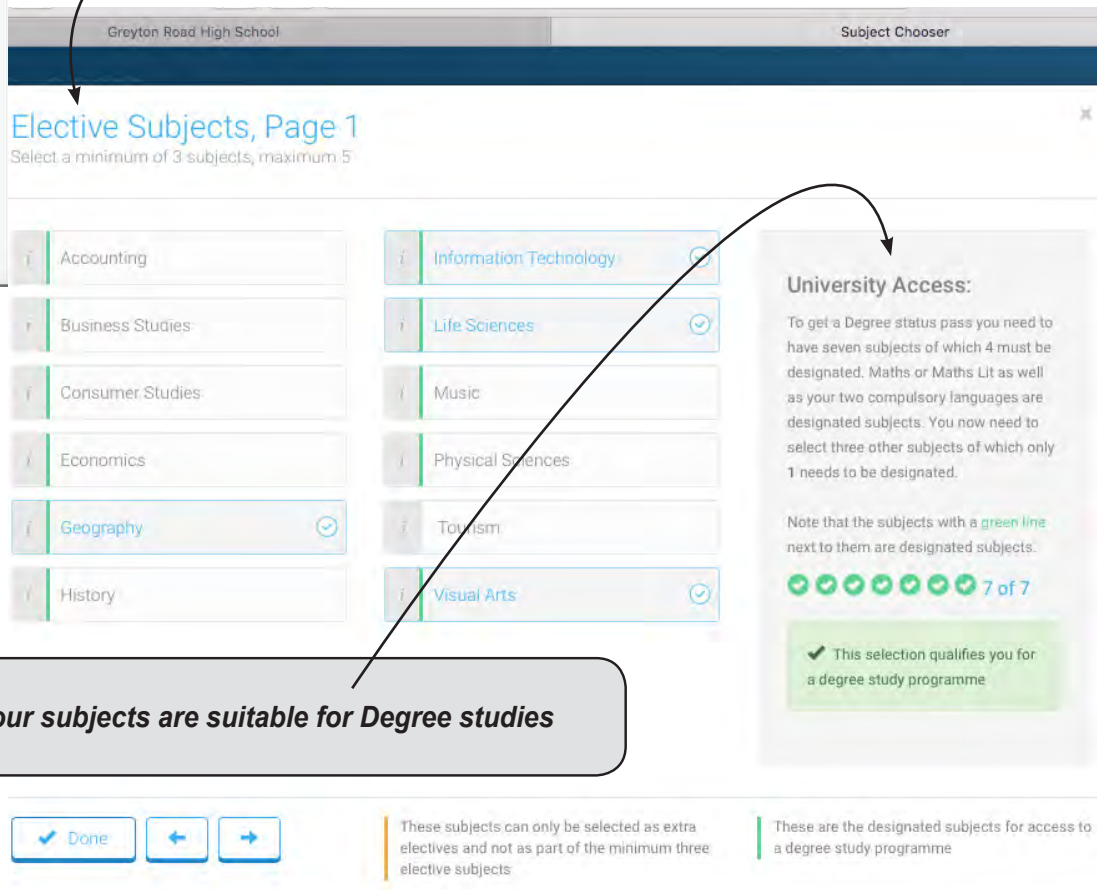 Greyton Road High School
Subject Chooser
Elective Subjects, Page 1
Select a minimum of 3 subjects, maximum 5
i Accounting
i Business Studies
i Consumer Studies
i Economics
i Geography
i History
i Information Technology
i Life Sciences
i Music
i Physical Sciences
i Tourism
i Visual Arts
University Access:
To get a Degree status pass you need to
have seven subjects of which 4 must be
designated. Maths or Maths Lit as well
as your two compulsory languages are
designated subjects. You now need to
select three other subjects of which only
1 needs to be designated.
Note that the subjects with a green line
next to them are designated subjects.
7 of 7
This selection qualifies you for
a degree study programme
our subjects are suitable for Degree studies
Done
These subjects can only be selected as extra
electives and not as part of the minimum three
elective subjects
These are the designated subjects for access to
a degree study programme